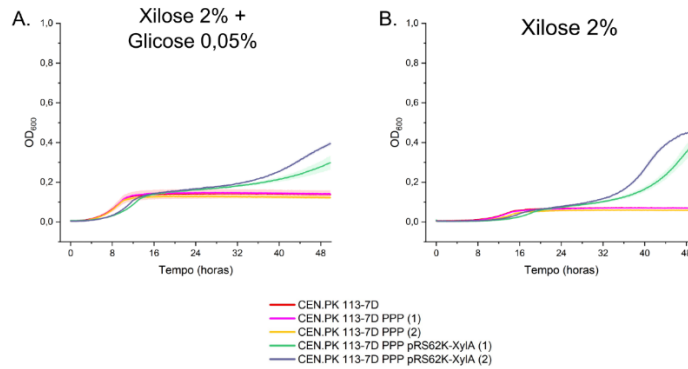 A.
Xilose 2% +
Glicose 0,05%
OD600
1,0
0,8
0,6
0,4
0,2
0,0
0
8
16
24
32
40
48
Tempo (horas)
B.
Xilose 2%
OD600
1,0
0,8
0,6
0,4
0,2
0,0
0
8
16
24
32
40
Tempo (horas)
CEN.PK 113-7D
CEN.PK 113-7D PPP (1)
CEN.PK 113-7D PPP (2)
CEN.PK 113-7D PPP pRS62K-XylA (1)
CEN.PK 113-7D PPP pRS62K-XylA (2)